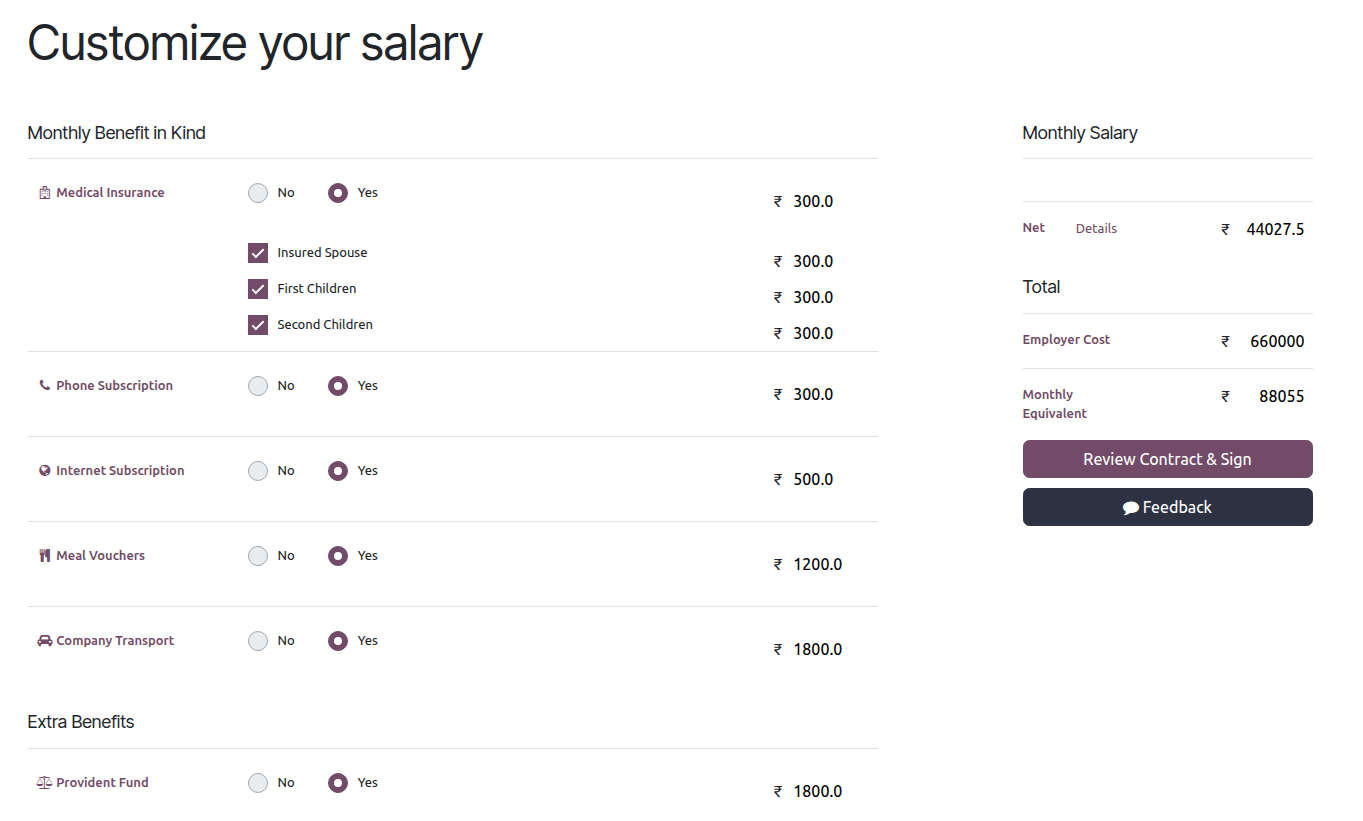 Customize your salary
Monthly Benefit in Kind
Medical Insurance No Yes ₹ 300.0
Insured Spouse ₹ 300.0
First Children ₹ 300.0
Second Children ₹ 300.0
Phone Subscription No Yes ₹ 300.0
Internet Subscription No Yes ₹ 500.0
Meal Vouchers No Yes ₹ 1200.0
Company Transport No Yes ₹ 1800.0
Extra Benefits
Provident Fund No Yes ₹ 1800.0
Monthly Salary
Net Details ₹ 44027.5
Total
Employer Cost ₹ 660000
Monthly ₹ 88055
Equivalent
Review Contract & Sign
Feedback